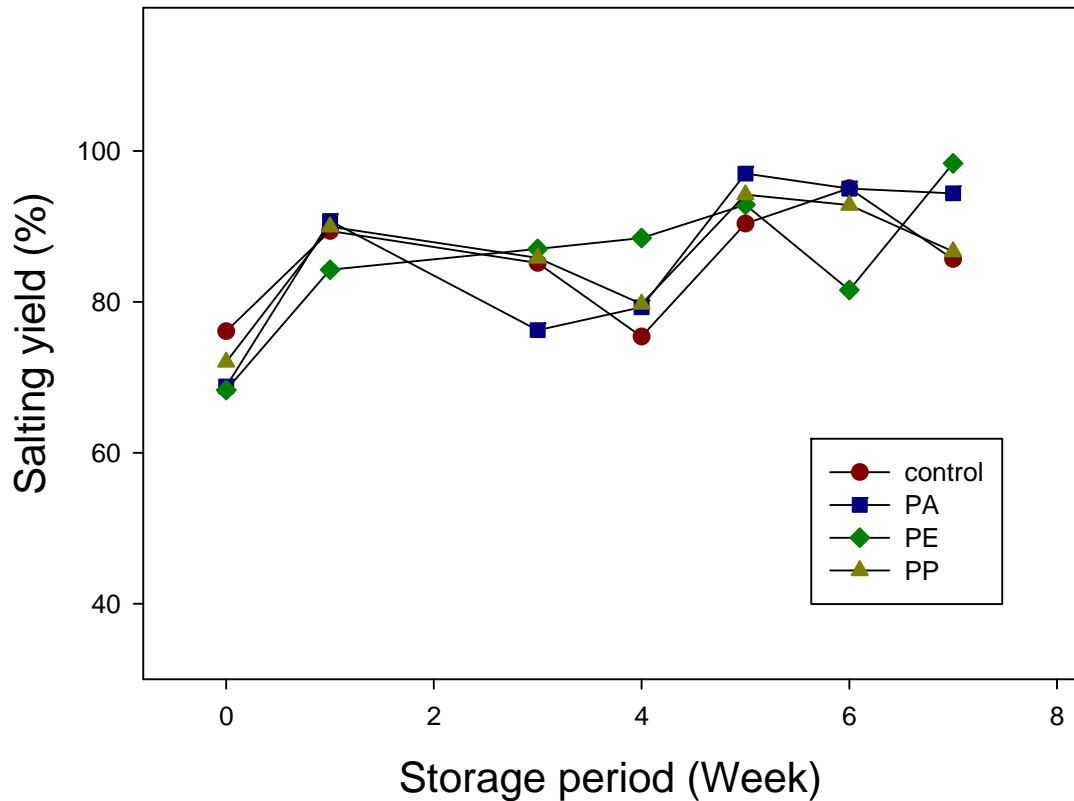 100
80
60
40
Salting yield (%)
control
PA
PE
PP
0 2 4 6 8
Storage period (Week)